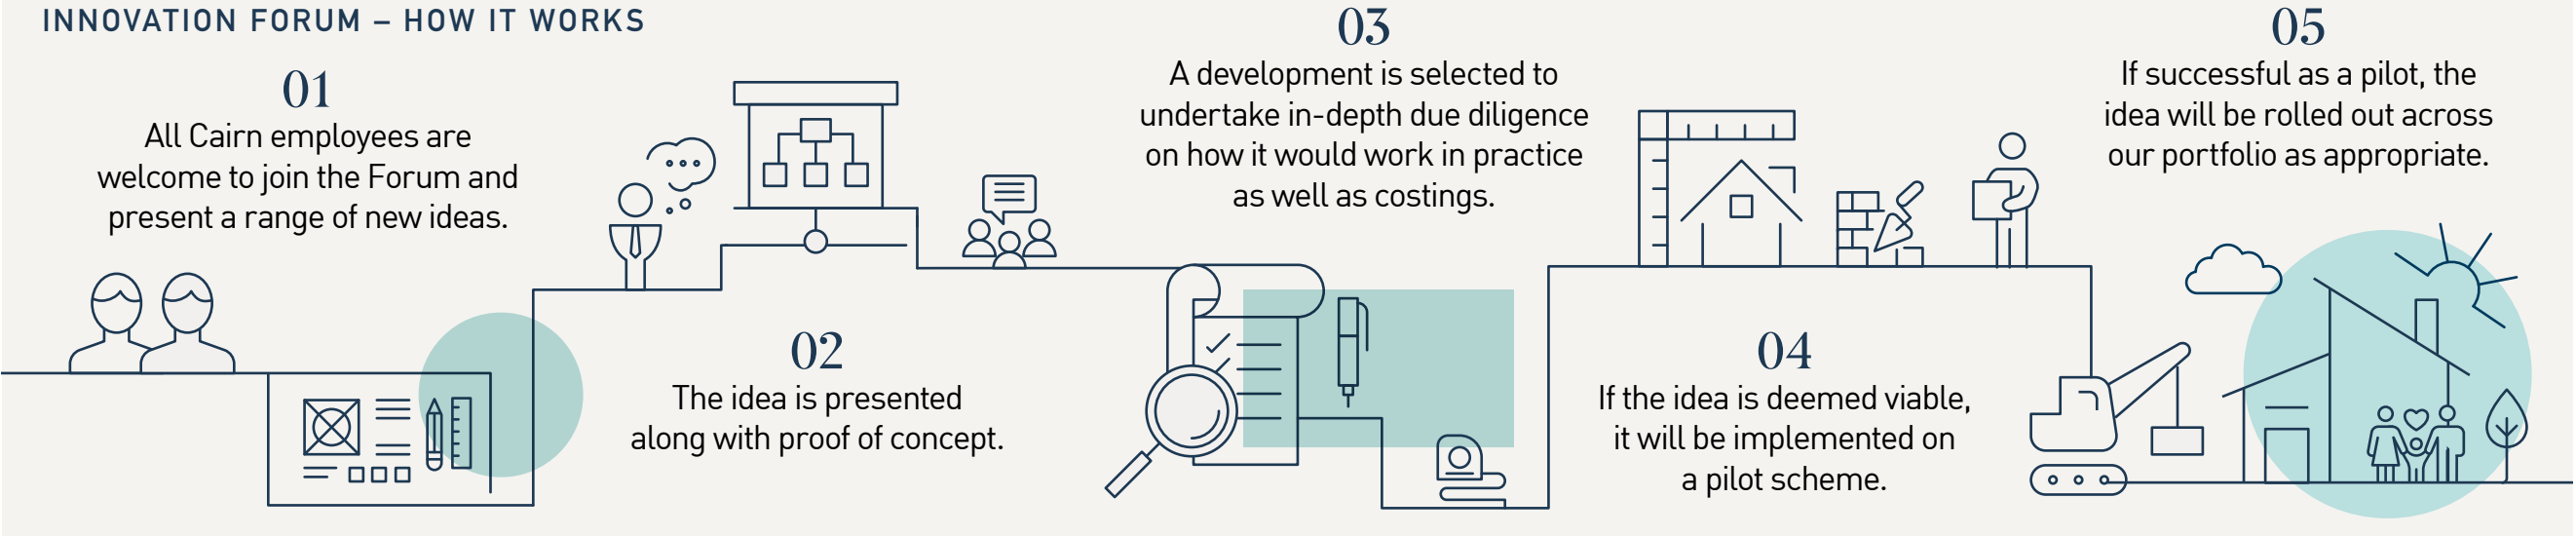 INNOVATION FORUM – HOW IT WORKS
01
All Cairn employees are
welcome to join the Forum and
present a range of new ideas.
02
The idea is presented
along with proof of concept.
03
A development is selected to
undertake in-depth due diligence
on how it would work in practice
as well as costings.
04
If the idea is deemed viable,
it will be implemented on
a pilot scheme.
05
If successful as a pilot, the
idea will be rolled out across
our portfolio as appropriate.